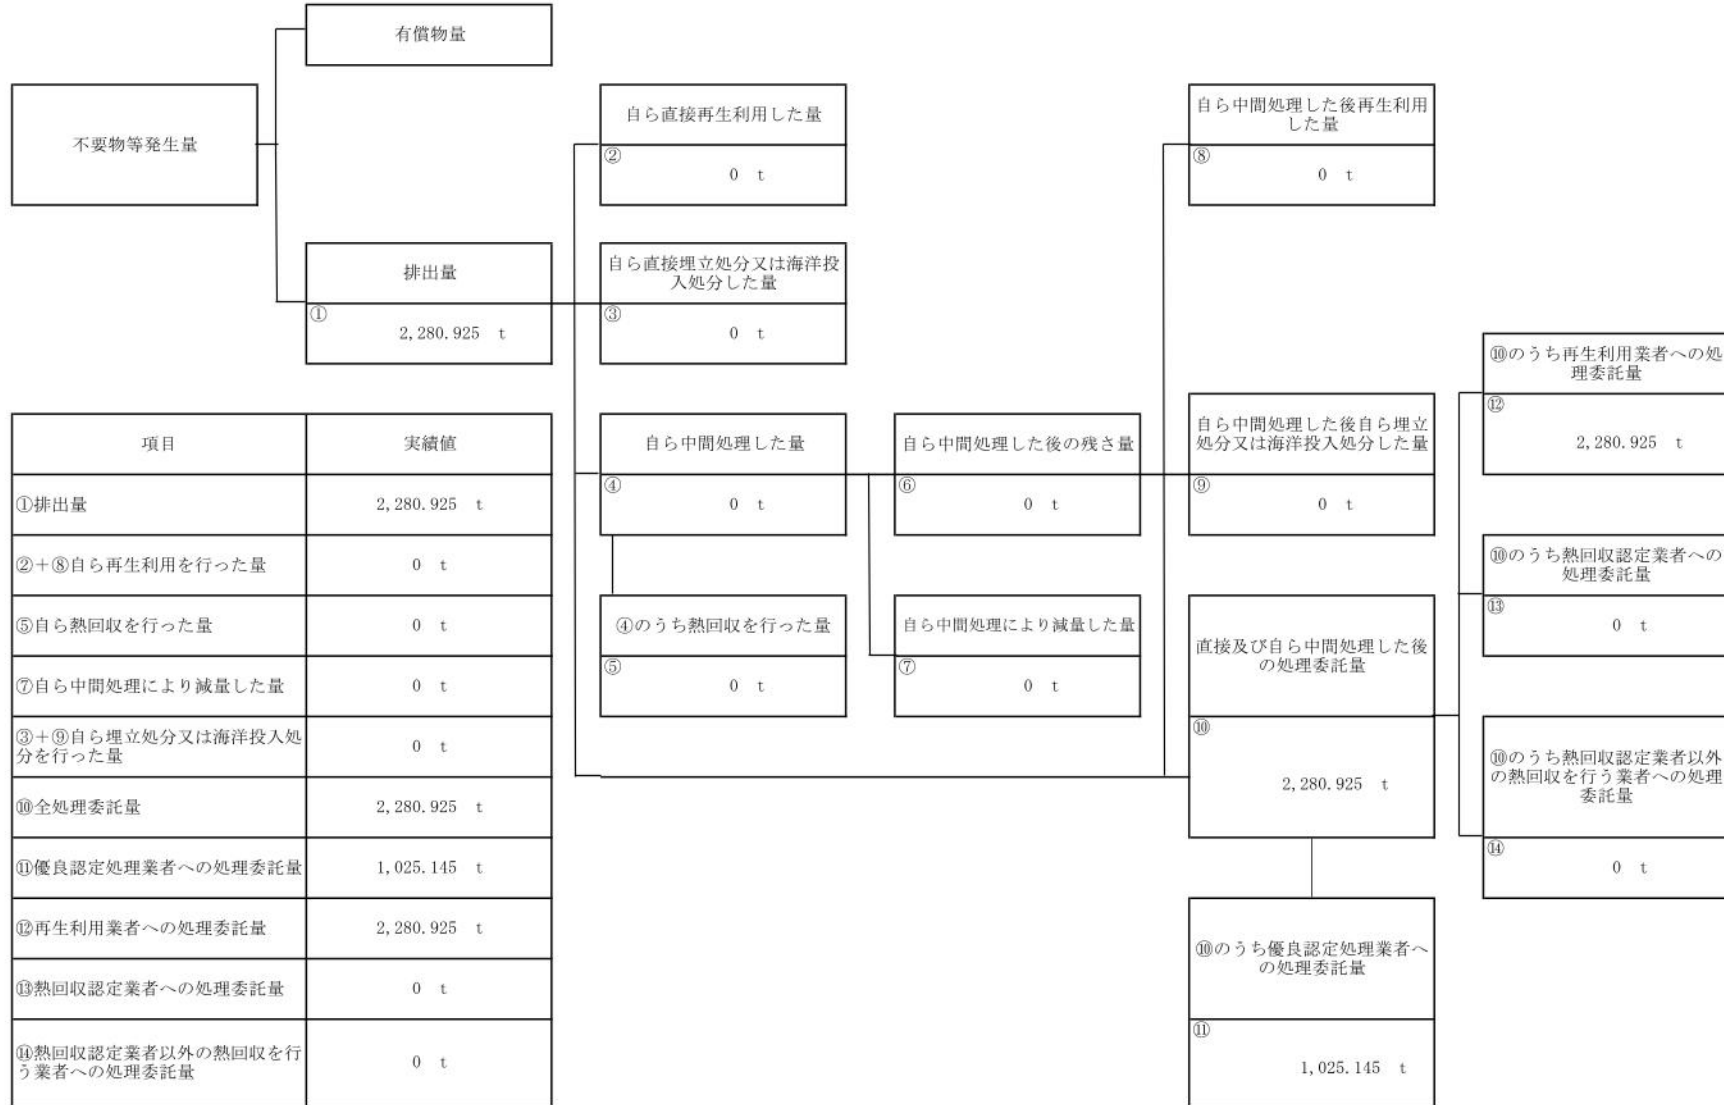 有償物量
不要物等発生量
自ら直接再生利用した量
②
0 t
自ら中間処理した後再生利用
した量
⑧
0 t
排出量
①
2,280.925 t
自ら直接埋立処分又は海洋投
入処分した量
③
0 t
⑩のうち再生利用業者への処
理委託量
⑫
2,280.925 t
自ら中間処理した量
④
0 t
自ら中間処理した後の残さ量
⑥
0 t
自ら中間処理した後自ら埋立
処分又は海洋投入処分した量
⑨
0 t
⑩のうち熱回収認定業者への
処理委託量
⑬
0 t
④のうち熱回収を行った量
⑤
0 t
自ら中間処理により減量した量
⑦
0 t
直接及び自ら中間処理した後
の処理委託量
⑩
2,280.925 t
⑩のうち熱回収認定業者以外
の熱回収を行う業者への処理
委託量
⑭
0 t
⑩のうち優良認定処理業者へ
の処理委託量
⑪
1,025.145 t
項目 実績値
①排出量 2,280.925 t
②+⑧自ら再生利用を行った量 0 t
⑤自ら熱回収を行った量 0 t
⑦自ら中間処理により減量した量 0 t
③+⑨自ら埋立処分又は海洋投入処
分を行った量 0 t
⑩全処理委託量 2,280.925 t
⑪優良認定処理業者への処理委託量 1,025.145 t
⑫再生利用業者への処理委託量 2,280.925 t
⑬熱回収認定業者への処理委託量 0 t
⑭熱回収認定業者以外の熱回収を行
う業者への処理委託量 0 t